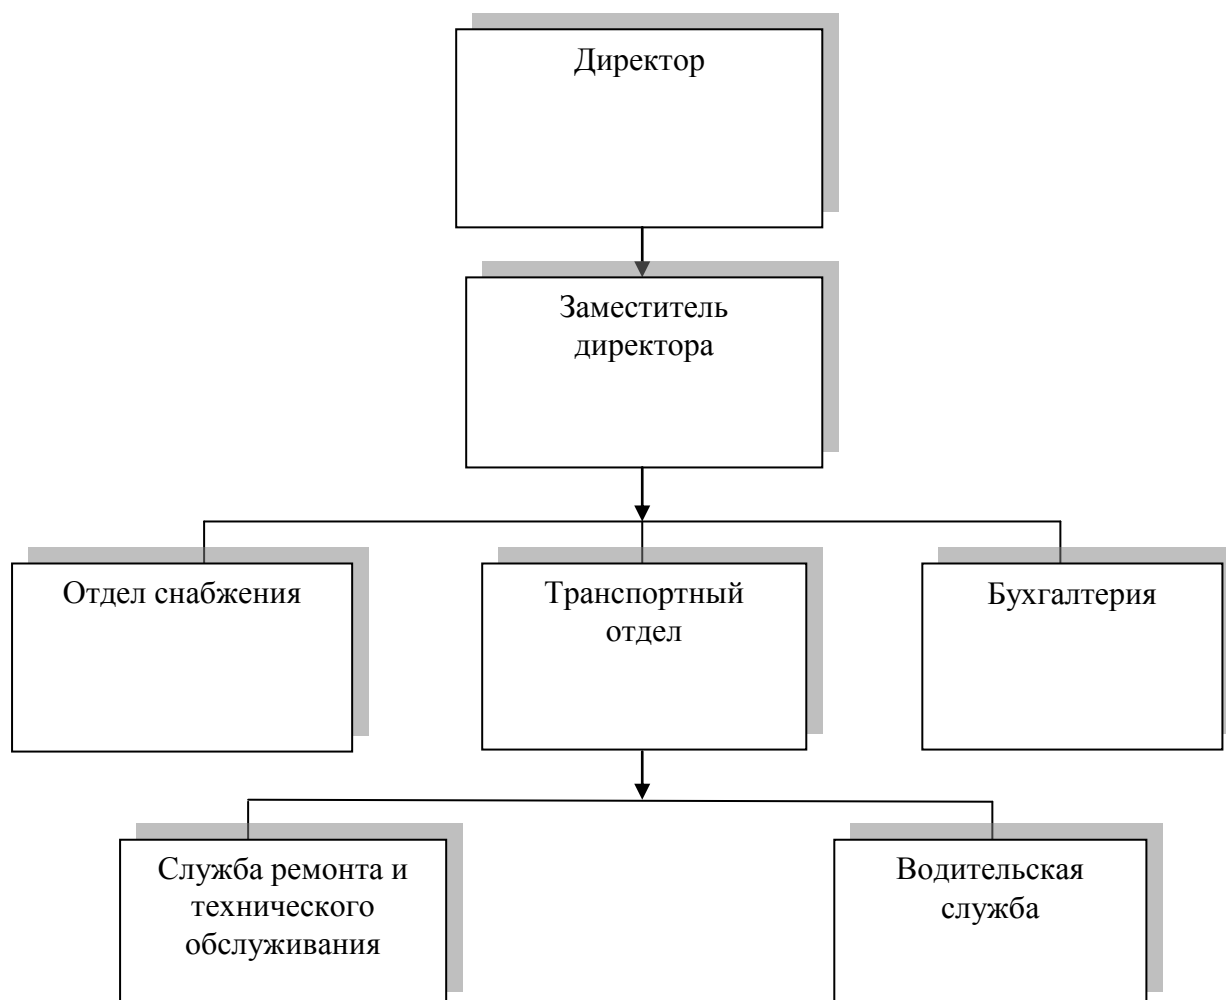 Директор
Заместитель
директора
Отдел снабжения
Транспортный
отдел
Бухгалтерия
Служба ремонта и
технического
обслуживания
Водительская
служба